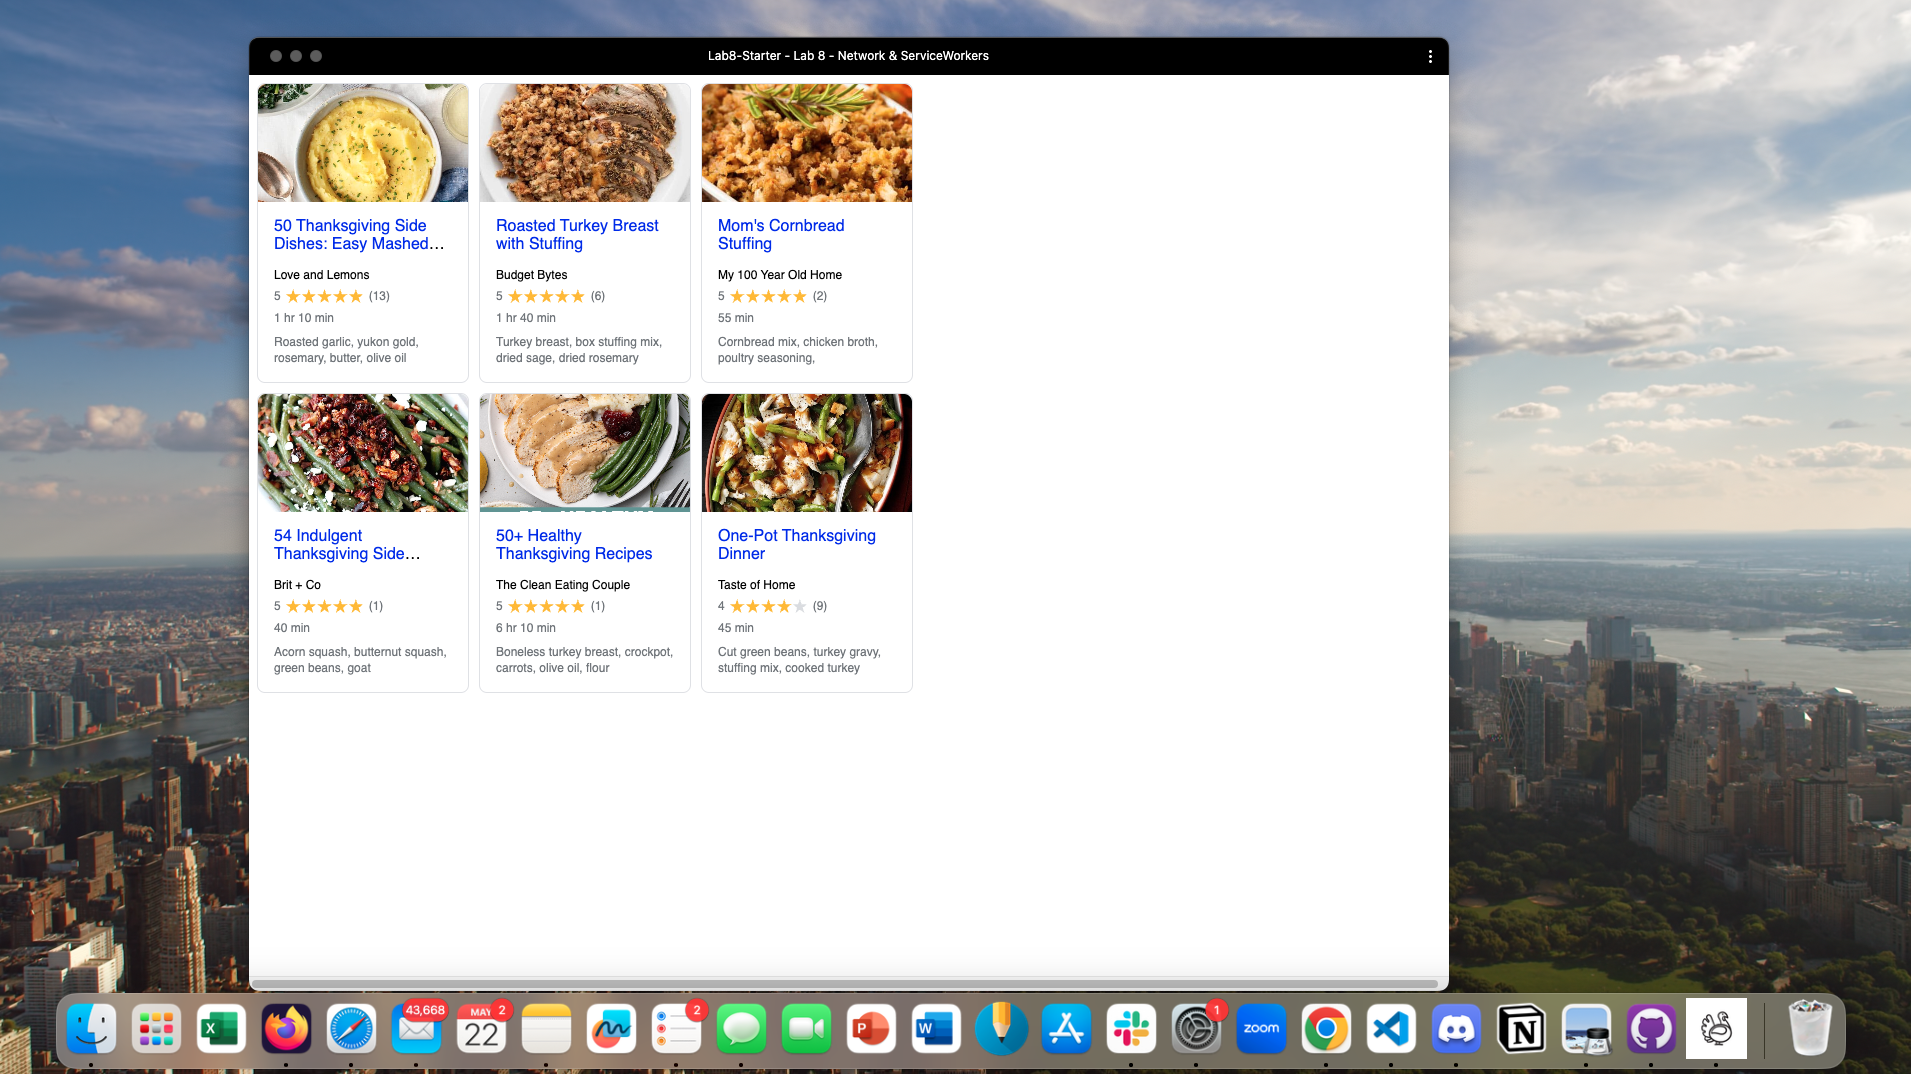 Lab8-Starter - Lab 8 - Network & ServiceWorkers
50 Thanksgiving Side
Dishes: Easy Mashed...
Love and Lemons
5 (13)
1 hr 10 min
Roasted garlic, yukon gold,
rosemary, butter, olive oil
Roasted Turkey Breast
with Stuffing
Budget Bytes
5 (6)
1 hr 40 min
Turkey breast, box stuffing mix,
dried sage, dried rosemary
Mom's Cornbread
Stuffing
My 100 Year Old Home
5 (2)
55 min
Cornbread mix, chicken broth,
poultry seasoning,
54 Indulgent
Thanksgiving Side...
Brit + Co
5 (1)
40 min
Acorn squash, butternut squash,
green beans, goat
50+ Healthy
Thanksgiving Recipes
The Clean Eating Couple
5 (1)
6 hr 10 min
Boneless turkey breast, crockpot,
carrots, olive oil, flour
One-Pot Thanksgiving
Dinner
Taste of Home
4 (9)
45 min
Cut green beans, turkey gravy,
stuffing mix, cooked turkey
X
43,668
MAY 2
22
2
P
W
1
zoom
N